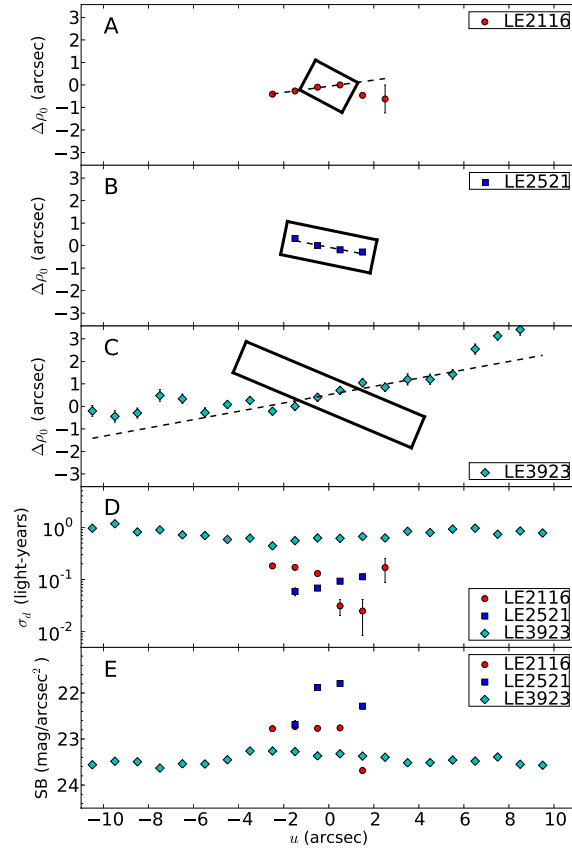 A
LE2116
3
2
1
0
−1
−2
−3
Δρ₀ (arcsec)
B
LE2521
3
2
1
0
−1
−2
−3
Δρ₀ (arcsec)
C
LE3923
3
2
1
0
−1
−2
−3
Δρ₀ (arcsec)
D
LE2116
LE2521
LE3923
10⁰
10⁻¹
10⁻²
σ_d (light-years)
E
LE2116
LE2521
LE3923
22
23
24
SB (mag/arcsec²)
−10 −8 −6 −4 −2 0 2 4 6 8 10
u (arcsec)